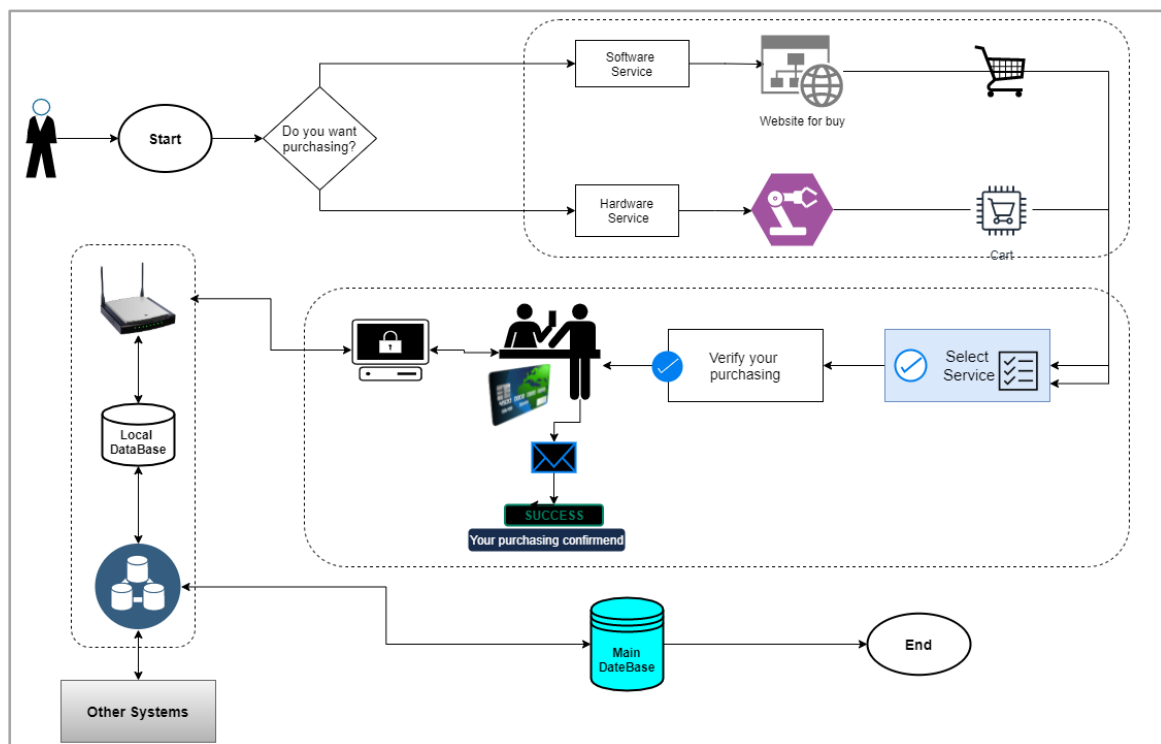 Software
Service
Website for buy
Start
Do you want
purchasing?
Hardware
Service
Cart
Verify your
purchasing
Select
Service
Local
DataBase
SUCCESS
Your purchasing confirmend
Main
DateBase
End
Other Systems